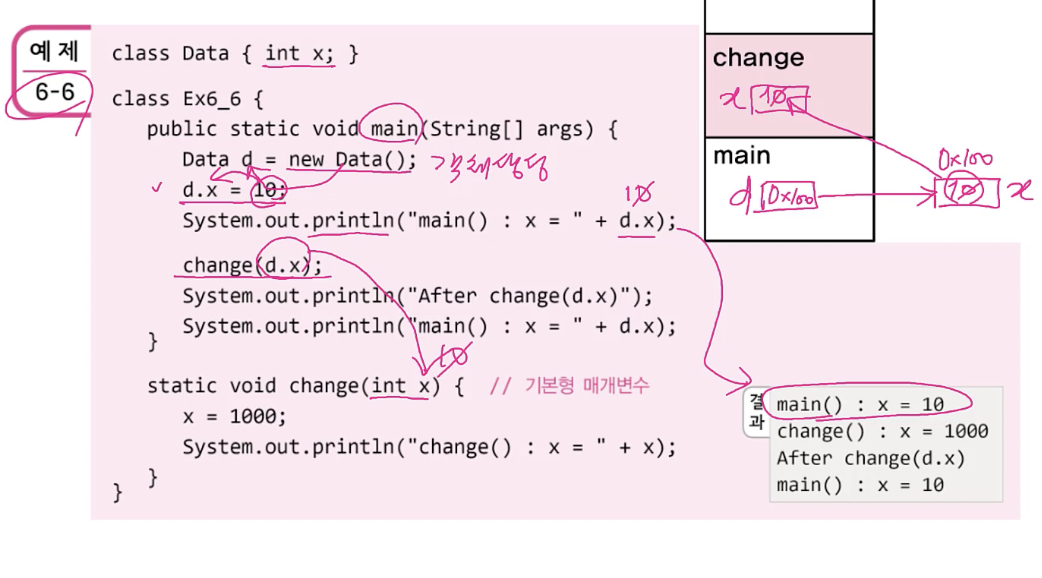 예제
6-6
class Data { int x; }
class Ex6_6 {
public static void main(String[] args) {
Data d = new Data(); 객체생성
d.x = 10;
10
System.out.println("main() : x = " + d.x);
change(d.x);
System.out.println("After change(d.x)");
System.out.println("main() : x = " + d.x);
}
10
static void change(int x) { // 기본형 매개변수
x = 1000;
System.out.println("change() : x = " + x);
}
}
change
x 10
main
d 0x100
0x100
10 x
결과
main() : x = 10
change() : x = 1000
After change(d.x)
main() : x = 10